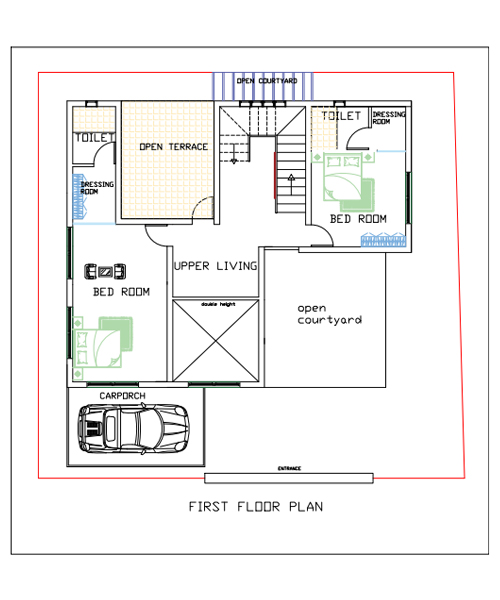 OPEN COURTYARD
TOILET
DRESSING
ROOM
TOILET
OPEN TERRACE
DRESSING
ROOM
BED ROOM
UPPER LIVING
BED ROOM
double height
open
courtyard
CARPORCH
ENTRANCE
FIRST FLOOR PLAN